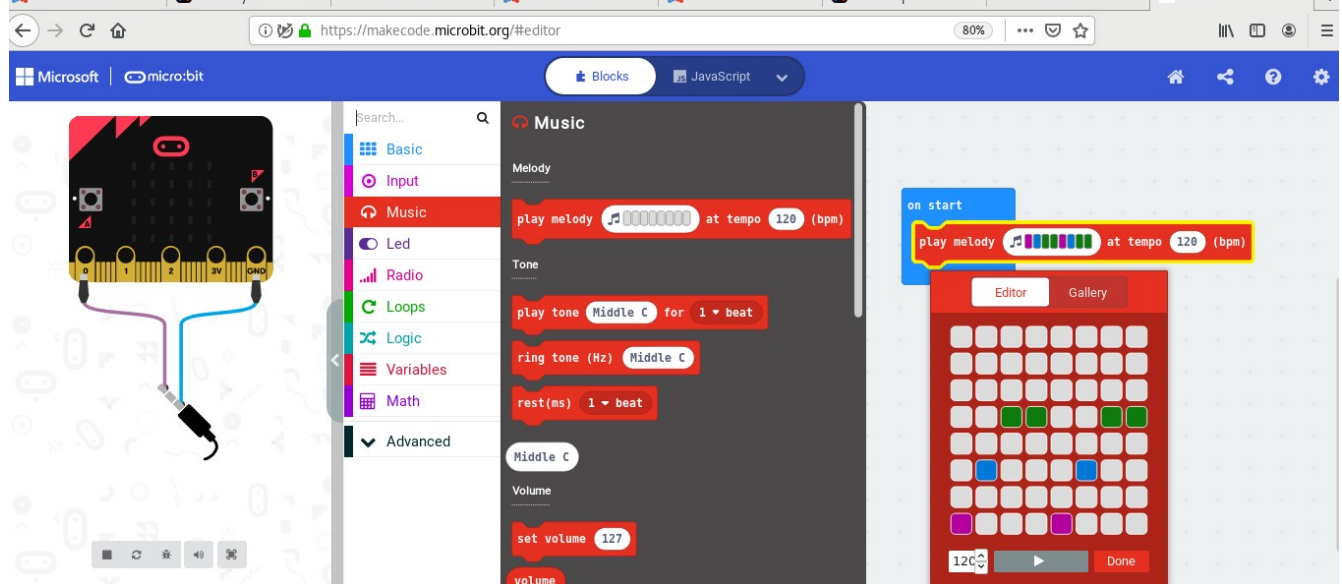 https://makecode.microbit.org/#editor
80%
Microsoft
micro:bit
Blocks
JS JavaScript
Search...
Basic
Input
Music
Led
Radio
Loops
Logic
Variables
Math
Advanced
A
B
0 1 2 3V GND
Music
Melody
play melody at tempo 120 (bpm)
Tone
play tone Middle C for 1 beat
ring tone (Hz) Middle C
rest(ms) 1 beat
Middle C
Volume
set volume 127
volume
on start
play melody at tempo 120 (bpm)
Editor
Gallery
120
Done